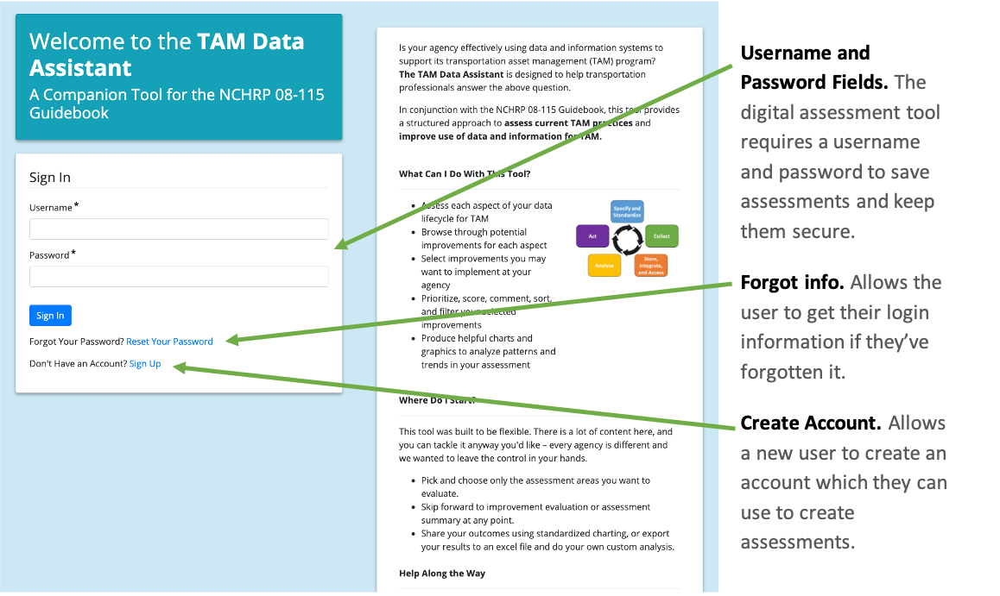 Welcome to the TAM Data
Assistant
A Companion Tool for the NCHRP 08-115
Guidebook
Sign In
Username*
Password*
Sign In
Forgot Your Password? Reset Your Password
Don't Have an Account? Sign Up
Is your agency effectively using data and information systems to
support its transportation asset management (TAM) program?
The TAM Data Assistant is designed to help transportation
professionals answer the above question.
In conjunction with the NCHRP 08-115 Guidebook, this tool provides
a structured approach to assess current TAM practices and
improve use of data and information for TAM.
What Can I Do With This Tool?
• Assess each aspect of your data
lifecycle for TAM
• Browse through potential
improvements for each aspect
• Select improvements you may
want to implement at your
agency
• Prioritize, score, comment, sort,
and filter your selected
improvements
• Produce helpful charts and
graphics to analyze patterns and
trends in your assessment
Specify and
Standardize
Act
Collect
Analyze
Store,
Integrate,
and Access
Where Do I Start?
This tool was built to be flexible. There is a lot of content here, and
you can tackle it anyway you'd like – every agency is different and
we wanted to leave the control in your hands.
• Pick and choose only the assessment areas you want to
evaluate.
• Skip forward to improvement evaluation or assessment
summary at any point.
• Share your outcomes using standardized charting, or export
your results to an excel file and do your own custom analysis.
Help Along the Way
Username and
Password Fields. The
digital assessment tool
requires a username
and password to save
assessments and keep
them secure.
Forgot info. Allows the
user to get their login
information if they’ve
forgotten it.
Create Account. Allows
a new user to create an
account which they can
use to create
assessments.